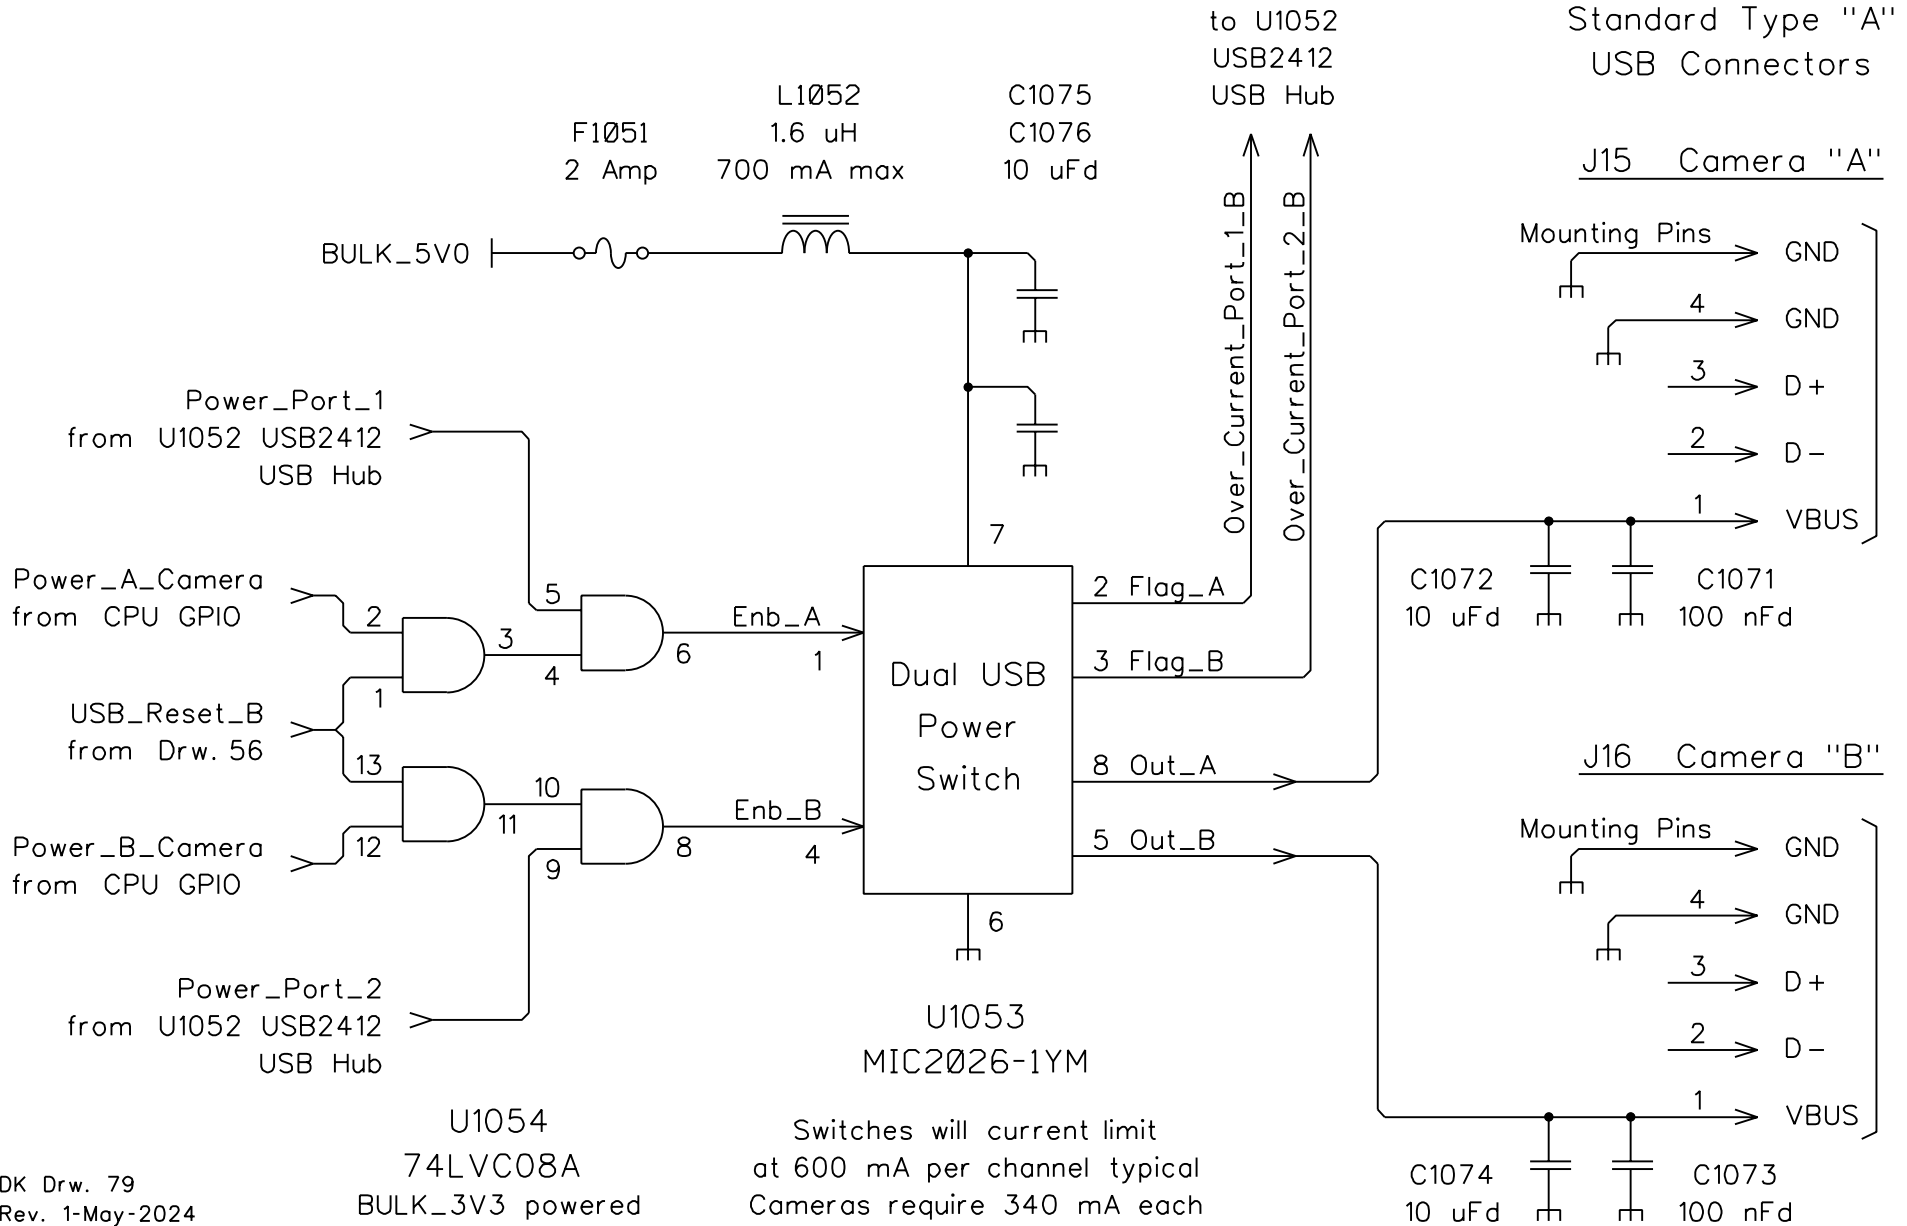 to U1052
USB2412
USB Hub
Standard Type "A"
USB Connectors
F1051
2 Amp
L1052
1.6 uH
700 mA max
C1075
C1076
10 uFd
BULK_5V0
Over_Current_Port_1_B
Over_Current_Port_2_B
Power_Port_1
from U1052 USB2412
USB Hub
Power_A_Camera
from CPU GPIO
USB_Reset_B
from Drw. 56
Power_B_Camera
from CPU GPIO
Power_Port_2
from U1052 USB2412
USB Hub
2
1
3
5
4
6
13
12
11
10
9
8
Enb_A
1
Enb_B
4
7
Dual USB
Power
Switch
2 Flag_A
3 Flag_B
8 Out_A
5 Out_B
6
U1053
MIC2026-1YM
Switches will current limit
at 600 mA per channel typical
Cameras require 340 mA each
U1054
74LVC08A
BULK_3V3 powered
J15 Camera "A"
Mounting Pins GND
4 GND
3 D+
2 D-
1 VBUS
C1072
10 uFd
C1071
100 nFd
J16 Camera "B"
Mounting Pins GND
4 GND
3 D+
2 D-
1 VBUS
C1074
10 uFd
C1073
100 nFd
DK Drw. 79
Rev. 1-May-2024